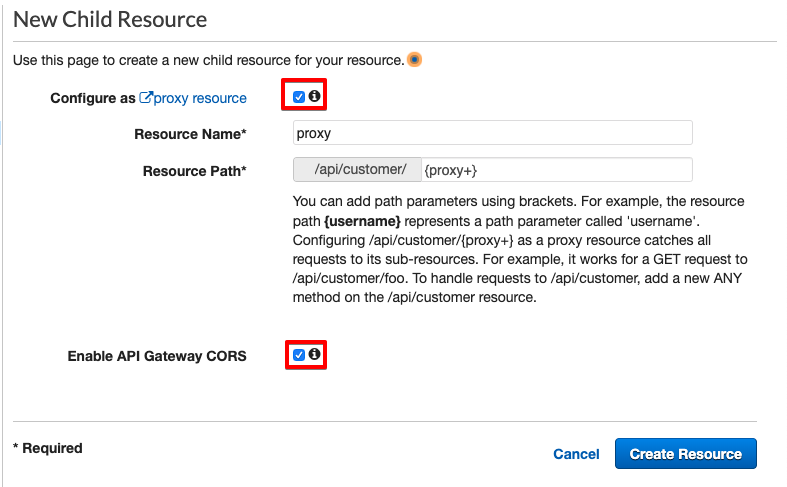 New Child Resource
Use this page to create a new child resource for your resource.
Configure as proxy resource
Resource Name* proxy
Resource Path* /api/customer/ {proxy+}
You can add path parameters using brackets. For example, the resource
path {username} represents a path parameter called 'username'.
Configuring /api/customer/{proxy+} as a proxy resource catches all
requests to its sub-resources. For example, it works for a GET request to
/api/customer/foo. To handle requests to /api/customer, add a new ANY
method on the /api/customer resource.
Enable API Gateway CORS
* Required
Cancel Create Resource